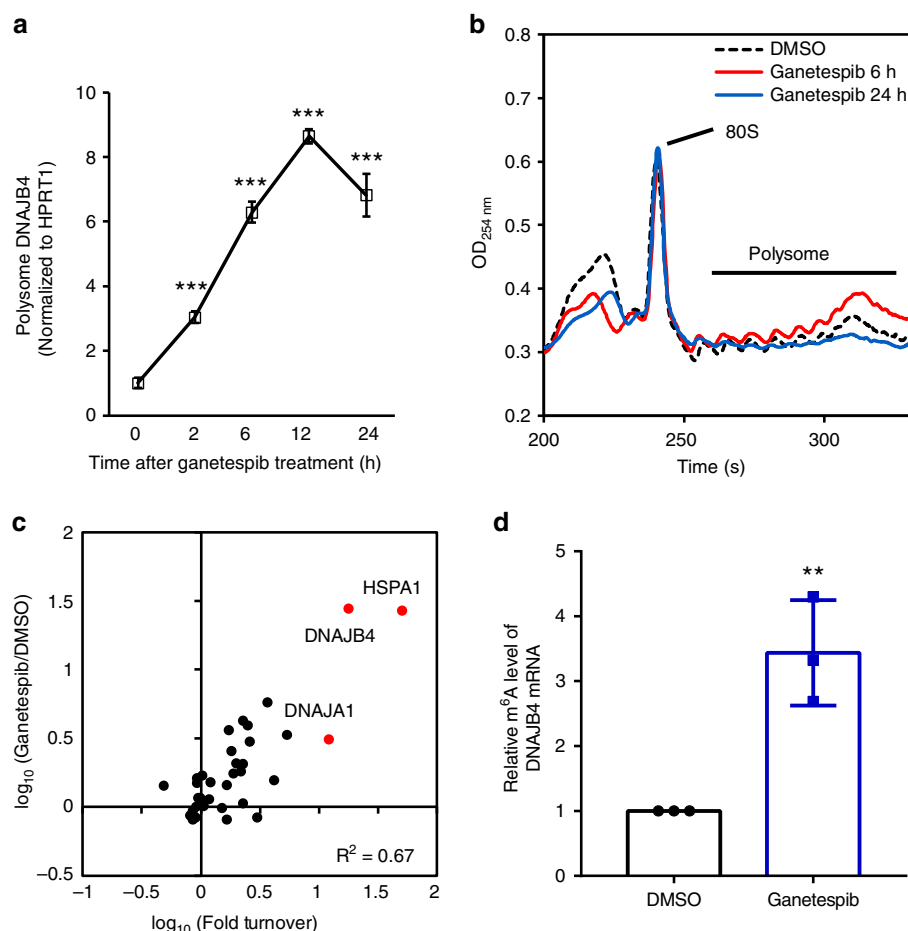 a
Polysome DNAJB4
(Normalized to HPRT1)
10
8
6
4
2
0
***
***
***
***
0 2 6 12 24
Time after ganetespib treatment (h)
b
OD254 nm
0.8
0.7
0.6
0.5
0.4
0.3
0.2
DMSO
Ganetespib 6 h
Ganetespib 24 h
80S
Polysome
200 250 300
Time (s)
c
log10 (Ganetespib/DMSO)
2
1.5
1
0.5
0
−0.5
HSPA1
DNAJB4
DNAJA1
R² = 0.67
−1 −0.5 0 0.5 1 1.5 2
log10 (Fold turnover)
d
Relative m⁶A level of
DNAJB4 mRNA
5
4
3
2
1
0
**
DMSO Ganetespib